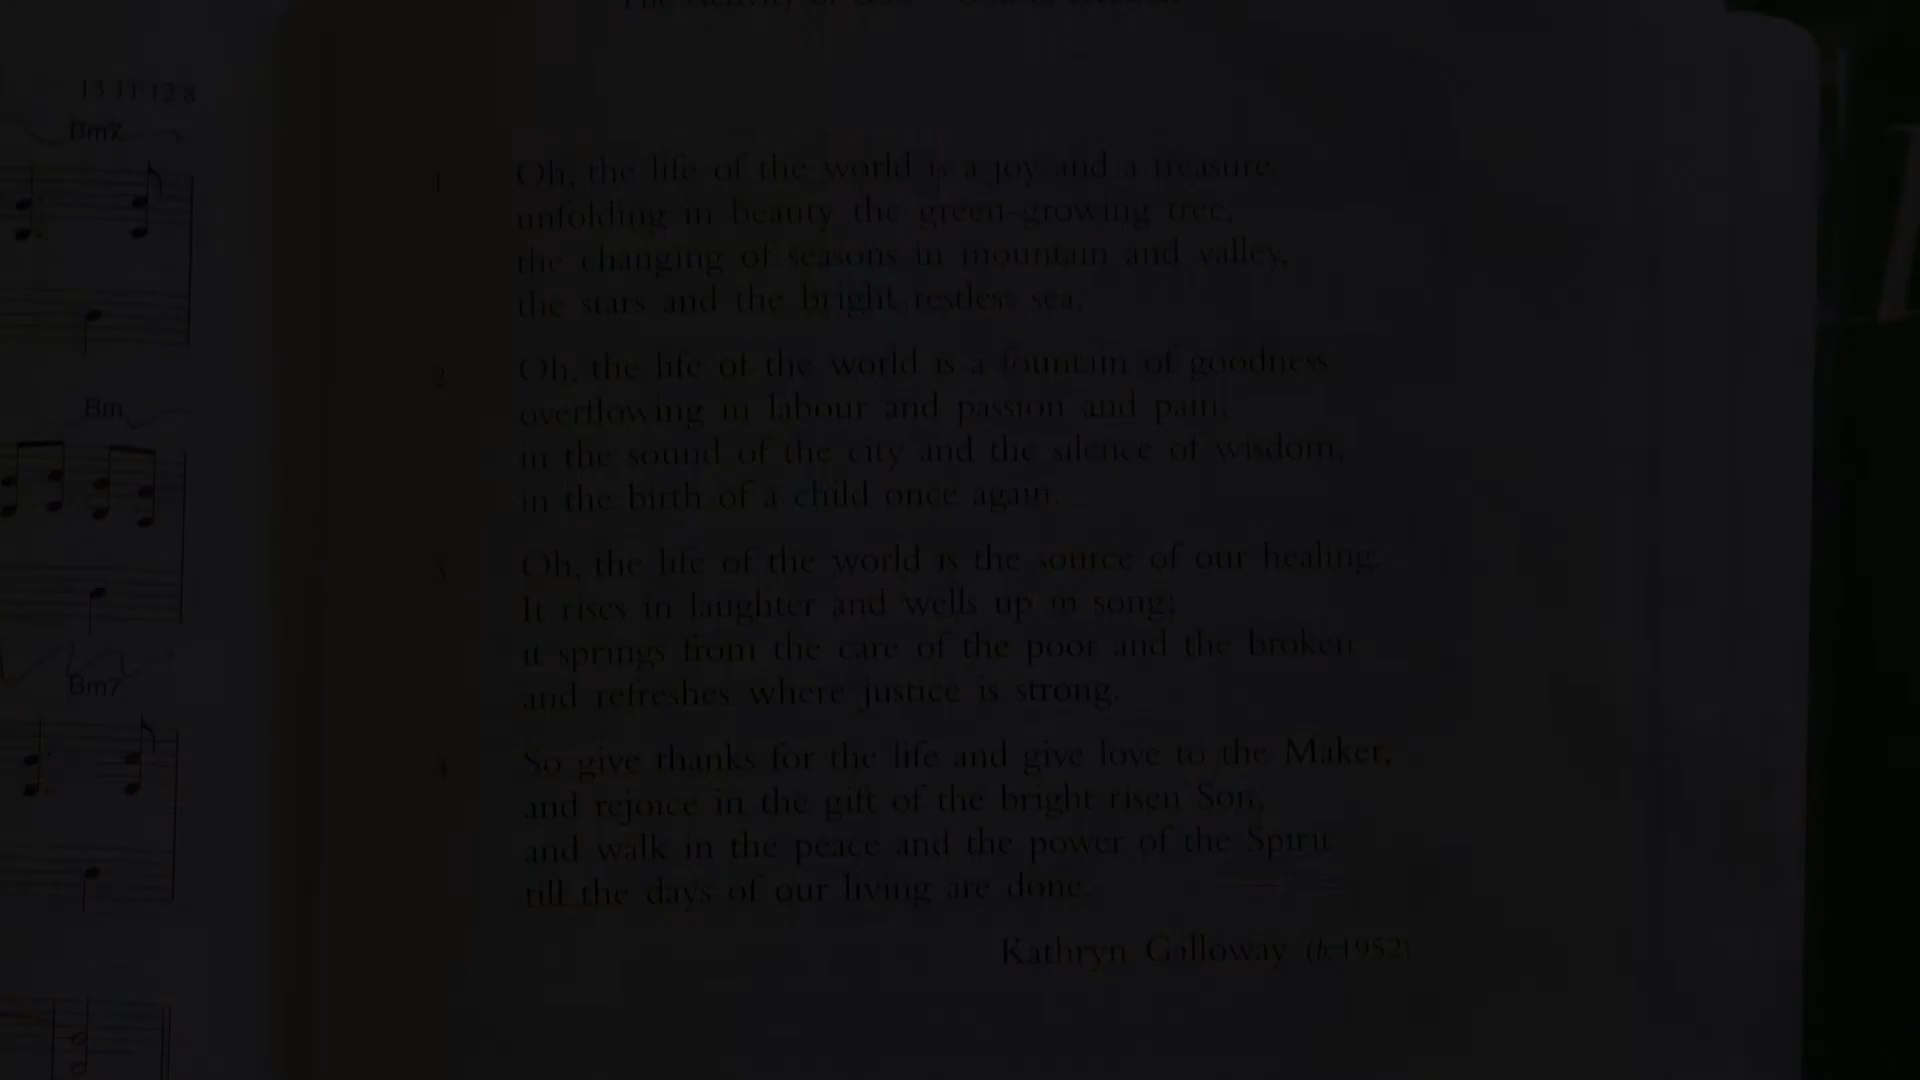 13 11 12 8
Bm7
Bm
Bm7
1 Oh, the life of the world is a joy and a treasure,
unfolding in beauty the green-growing tree,
the changing of seasons in mountain and valley,
the stars and the bright restless sea.
2 Oh, the life of the world is a fountain of goodness
overflowing in labour and passion and pain,
in the sound of the city and the silence of wisdom,
in the birth of a child once again.
3 Oh, the life of the world is the source of our healing.
It rises in laughter and wells up in song;
it springs from the care of the poor and the broken
and refreshes where justice is strong.
4 So give thanks for the life and give love to the Maker,
and rejoice in the gift of the bright risen Son,
and walk in the peace and the power of the Spirit
till the days of our living are done.
Kathryn Galloway (b.1952)